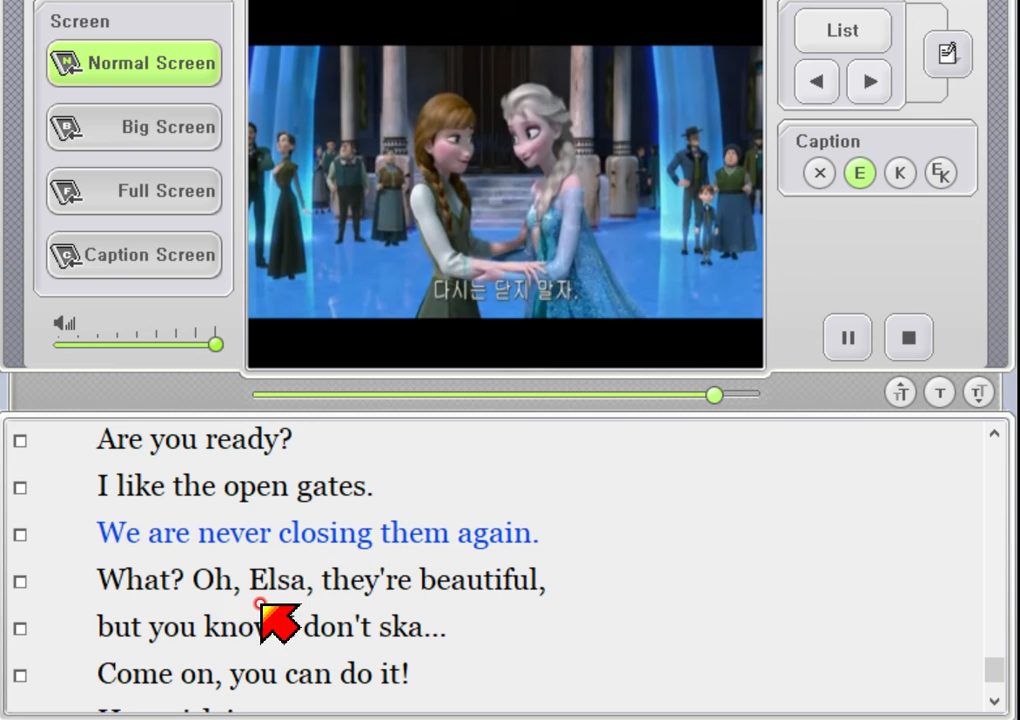 Screen
Normal Screen
Big Screen
Full Screen
Caption Screen
List
Caption
× E K EK
다시는 닫지 말자.
T T T
Are you ready?
I like the open gates.
We are never closing them again.
What? Oh, Elsa, they're beautiful,
but you know don't ska...
Come on, you can do it!